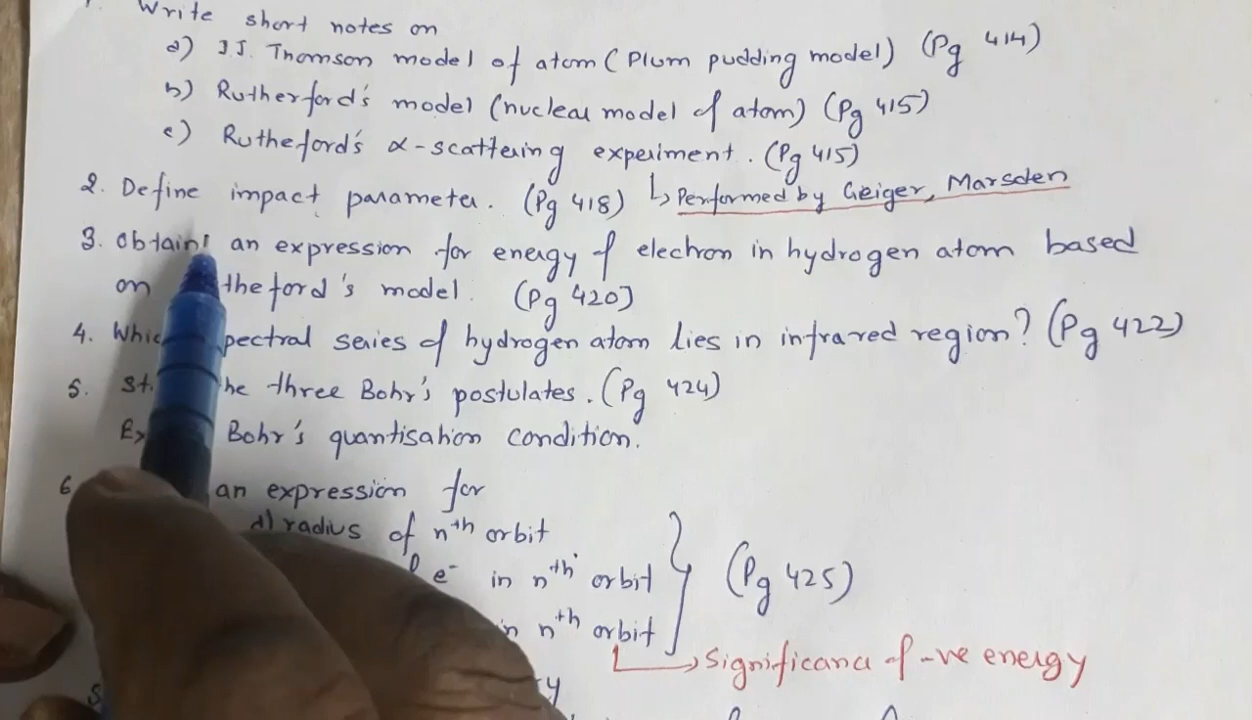 Write short notes on
a) J.J. Thomson model of atom (Plum pudding model) (Pg 414)
b) Rutherford's model (nuclear model of atom) (Pg 415)
c) Rutheford's α-scattering experiment. (Pg 415)
↳ Performed by Geiger, Marsden
2. Define impact parameter. (Pg 418)
3. Obtain an expression for energy of electron in hydrogen atom based
on theford's model. (Pg 420)
4. Whic pectral series of hydrogen atom lies in infrared region? (Pg 422)
5. St he three Bohr's postulates. (Pg 424)
Ex Bohr's quantisation condition.
6 an expression for
radius of nth orbit
e- in nth orbit (Pg 425)
in nth orbit
→ significance of -ve energy